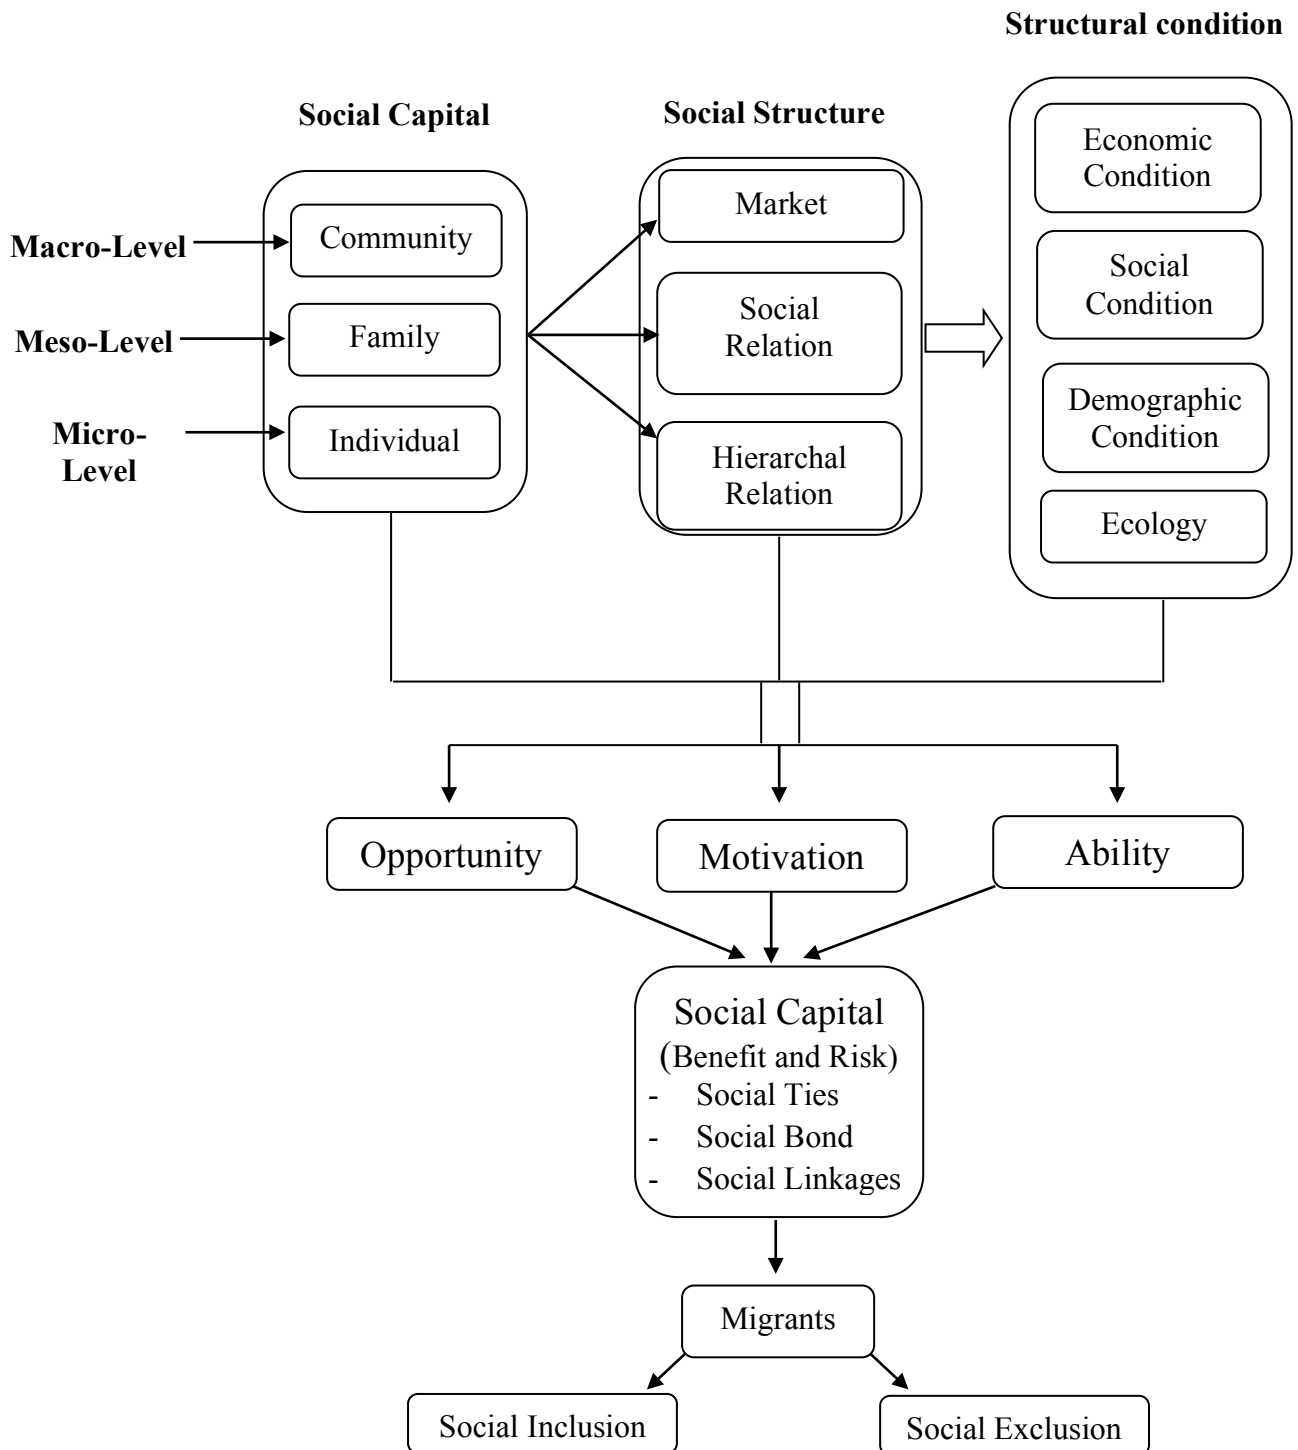 Structural condition
Social Capital
Social Structure
Macro-Level
Meso-Level
Micro-
Level
Community
Family
Individual
Market
Social
Relation
Hierarchal
Relation
Economic
Condition
Social
Condition
Demographic
Condition
Ecology
Opportunity
Motivation
Ability
Social Capital
(Benefit and Risk)
- Social Ties
- Social Bond
- Social Linkages
Migrants
Social Inclusion
Social Exclusion